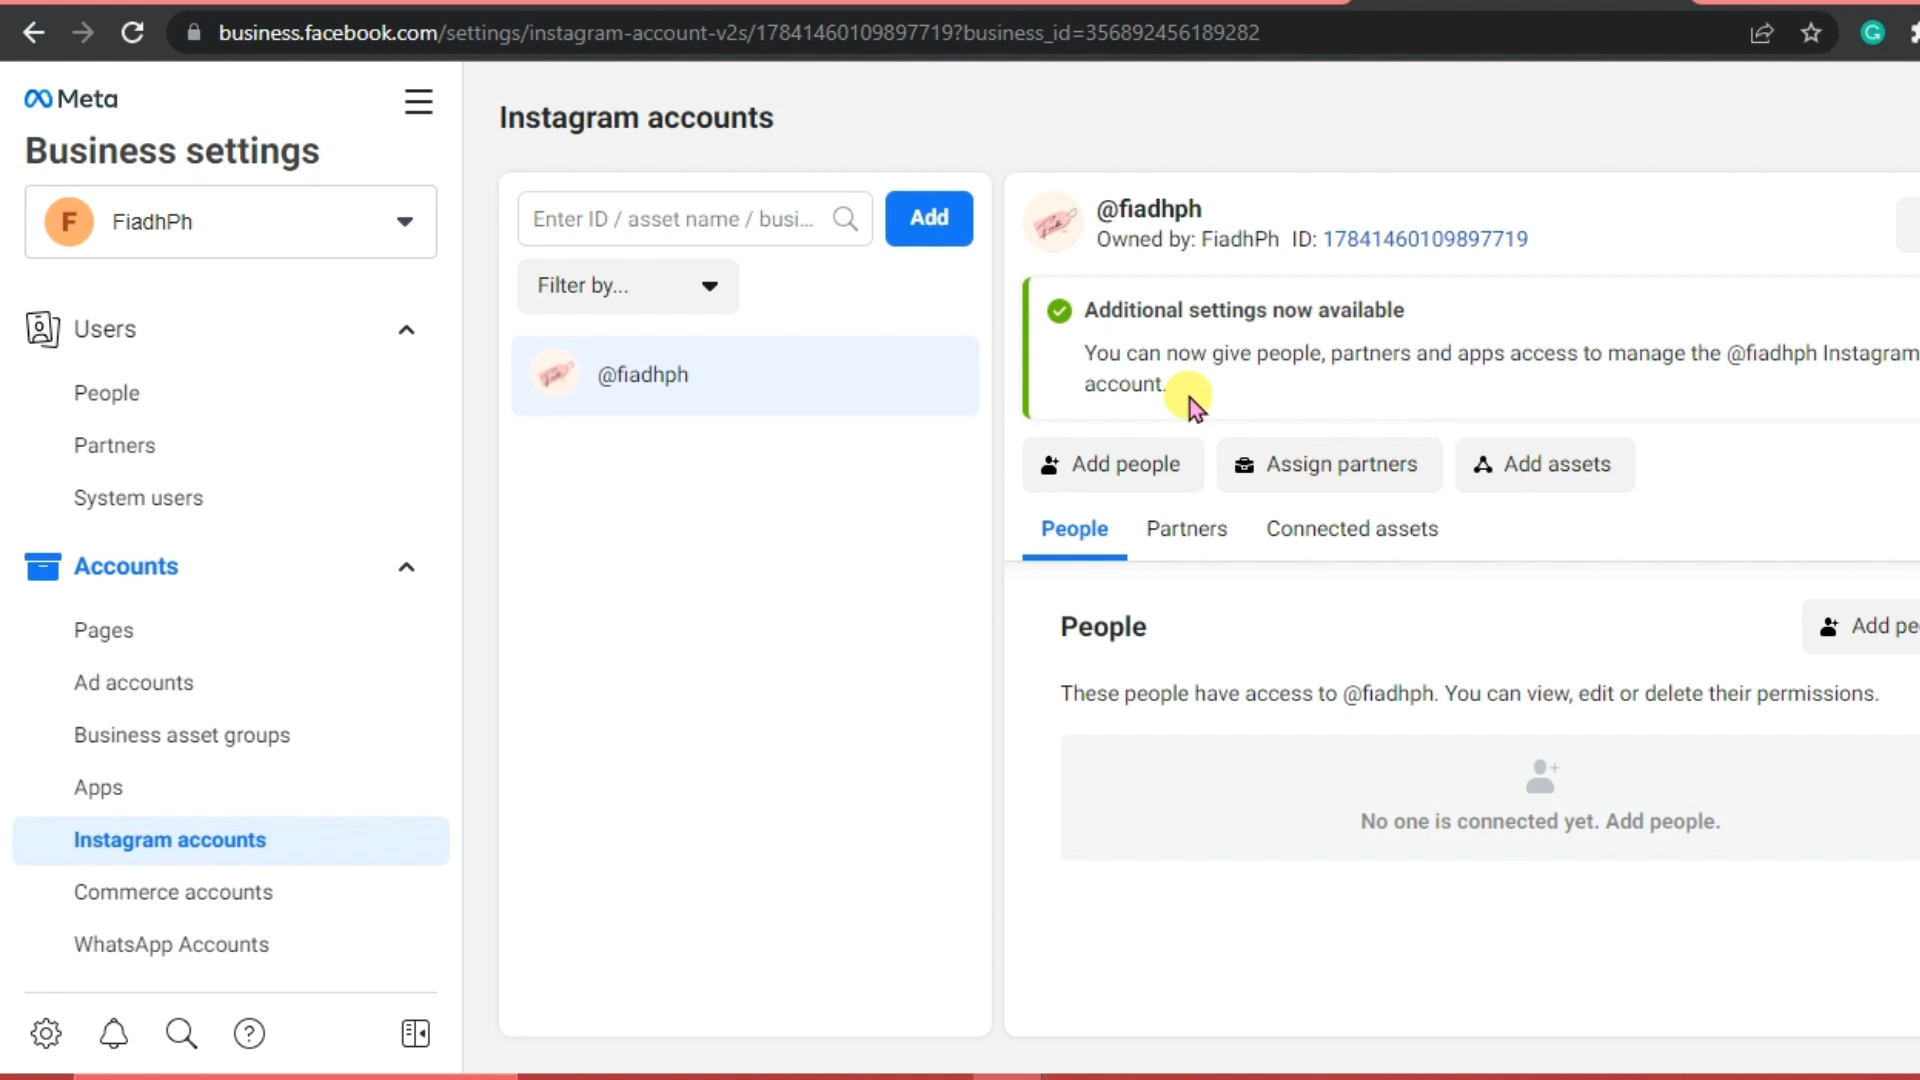 business.facebook.com/settings/instagram-account-v2s/17841460109897719?business_id=356892456189282
G
Meta
Business settings
F FiadhPh
Users
People
Partners
System users
Accounts
Pages
Ad accounts
Business asset groups
Apps
Instagram accounts
Commerce accounts
WhatsApp Accounts
?
Instagram accounts
Enter ID / asset name / busi... Add
Filter by...
@fiadhph
@fiadhph
Owned by: FiadhPh ID: 17841460109897719
Additional settings now available
You can now give people, partners and apps access to manage the @fiadhph Instagram
account.
Add people Assign partners Add assets
People Partners Connected assets
People Add pe
These people have access to @fiadhph. You can view, edit or delete their permissions.
No one is connected yet. Add people.